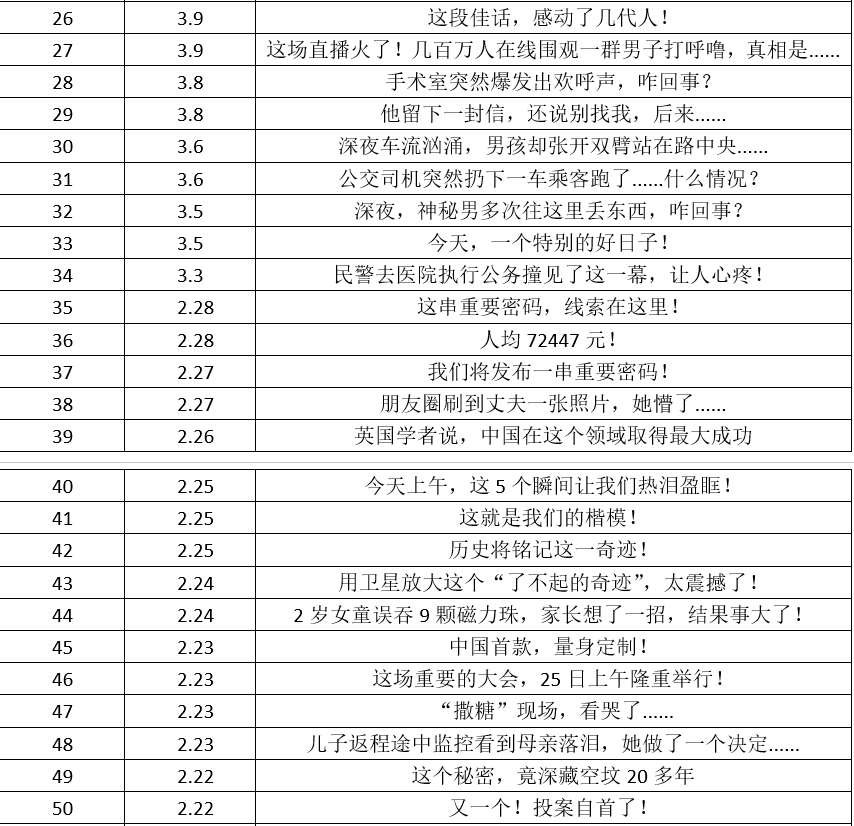 26 3.9 这段佳话，感动了几代人！
27 3.9 这场直播火了！几百万人在线围观一群男子打呼噜，真相是......
28 3.8 手术室突然爆发出欢呼声，咋回事？
29 3.8 他留下一封信，还说别找我，后来......
30 3.6 深夜车流汹涌，男孩却张开双臂站在路中央......
31 3.6 公交司机突然扔下一车乘客跑了......什么情况？
32 3.5 深夜，神秘男多次往这里丢东西，咋回事？
33 3.5 今天，一个特别的好日子！
34 3.3 民警去医院执行公务撞见了这一幕，让人心疼！
35 2.28 这串重要密码，线索在这里！
36 2.28 人均 72447 元！
37 2.27 我们将发布一串重要密码！
38 2.27 朋友圈刷到丈夫一张照片，她懵了......
39 2.26 英国学者说，中国在这个领域取得最大成功
40 2.25 今天上午，这 5 个瞬间让我们热泪盈眶！
41 2.25 这就是我们的楷模！
42 2.25 历史将铭记这一奇迹！
43 2.24 用卫星放大这个“了不起的奇迹”，太震撼了！
44 2.24 2 岁女童误吞 9 颗磁力珠，家长想了一招，结果事大了！
45 2.23 中国首款，量身定制！
46 2.23 这场重要的大会，25 日上午隆重举行！
47 2.23 “撒糖”现场，看哭了......
48 2.23 儿子返程途中监控看到母亲落泪，她做了一个决定......
49 2.22 这个秘密，竟深藏空坟 20 多年
50 2.22 又一个！投案自首了！